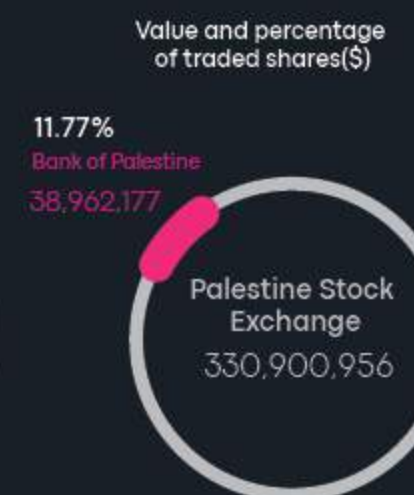 Value and percentage
of traded shares($)
11.77%
Bank of Palestine
38,962,177
Palestine Stock
Exchange
330,900,956